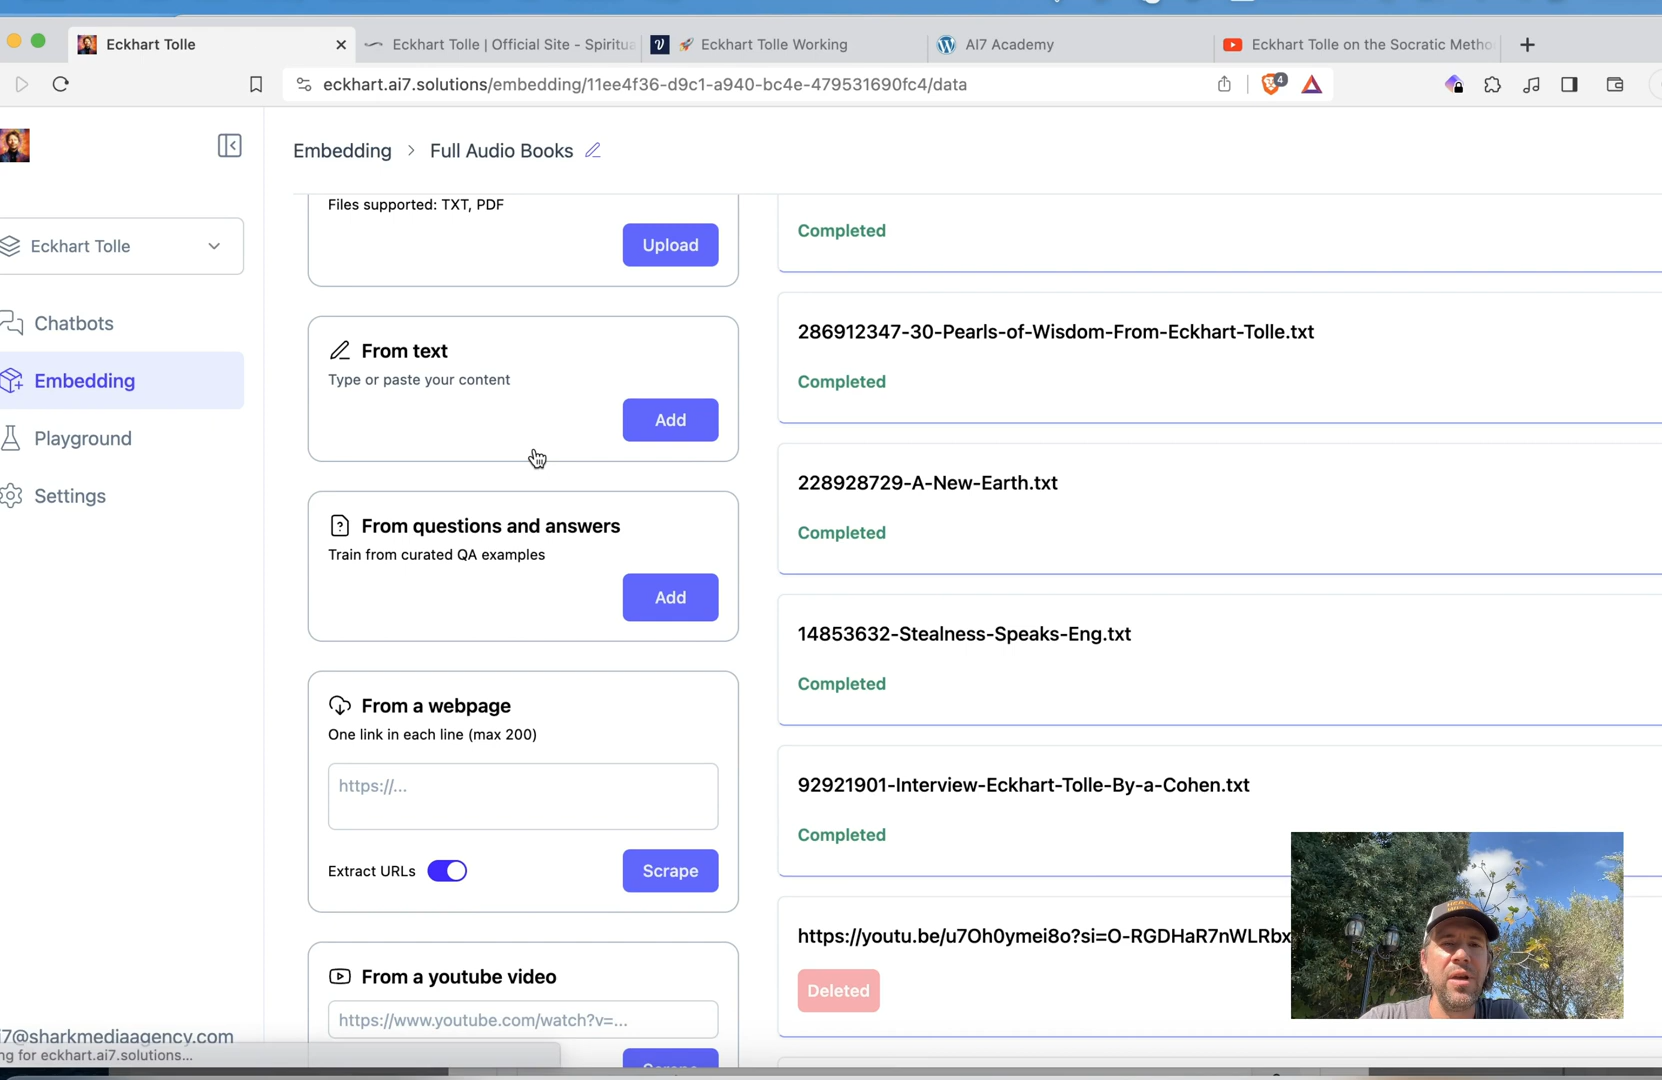 Eckhart Tolle
Eckhart Tolle | Official Site - Spiritua
Eckhart Tolle Working
AI7 Academy
Eckhart Tolle on the Socratic Metho
eckhart.ai7.solutions/embedding/11ee4f36-d9c1-a940-bc4e-479531690fc4/data
4
Embedding > Full Audio Books
Eckhart Tolle
Chatbots
Embedding
Playground
Settings
i7@sharkmediaagency.com
ng for eckhart.ai7.solutions...
Files supported: TXT, PDF
Upload
From text
Type or paste your content
Add
From questions and answers
Train from curated QA examples
Add
From a webpage
One link in each line (max 200)
https://...
Extract URLs
Scrape
From a youtube video
https://www.youtube.com/watch?v=...
Scrape
Completed
286912347-30-Pearls-of-Wisdom-From-Eckhart-Tolle.txt
Completed
228928729-A-New-Earth.txt
Completed
14853632-Stealness-Speaks-Eng.txt
Completed
92921901-Interview-Eckhart-Tolle-By-a-Cohen.txt
Completed
https://youtu.be/u7Oh0ymei8o?si=O-RGDHaR7nWLRbx
Deleted